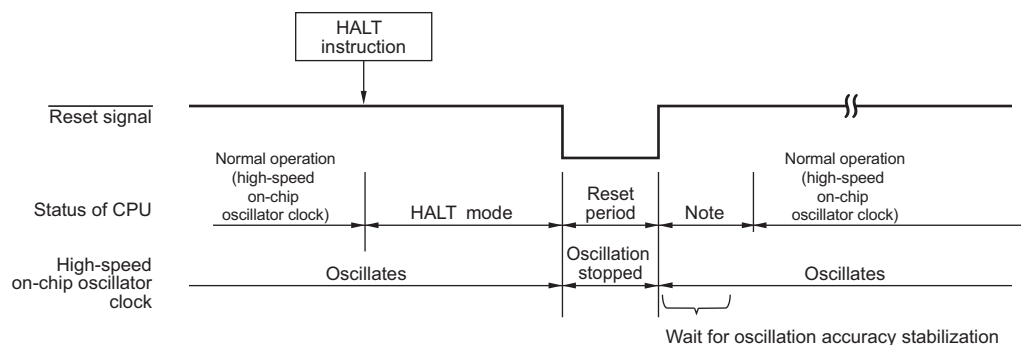 HALT
instruction
Reset signal
Normal operation
(high-speed
on-chip
oscillator clock)
Status of CPU
HALT mode
Reset
period
Note
Normal operation
(high-speed
on-chip
oscillator clock)
High-speed
on-chip oscillator
clock
Oscillates
Oscillation
stopped
Oscillates
Wait for oscillation accuracy stabilization